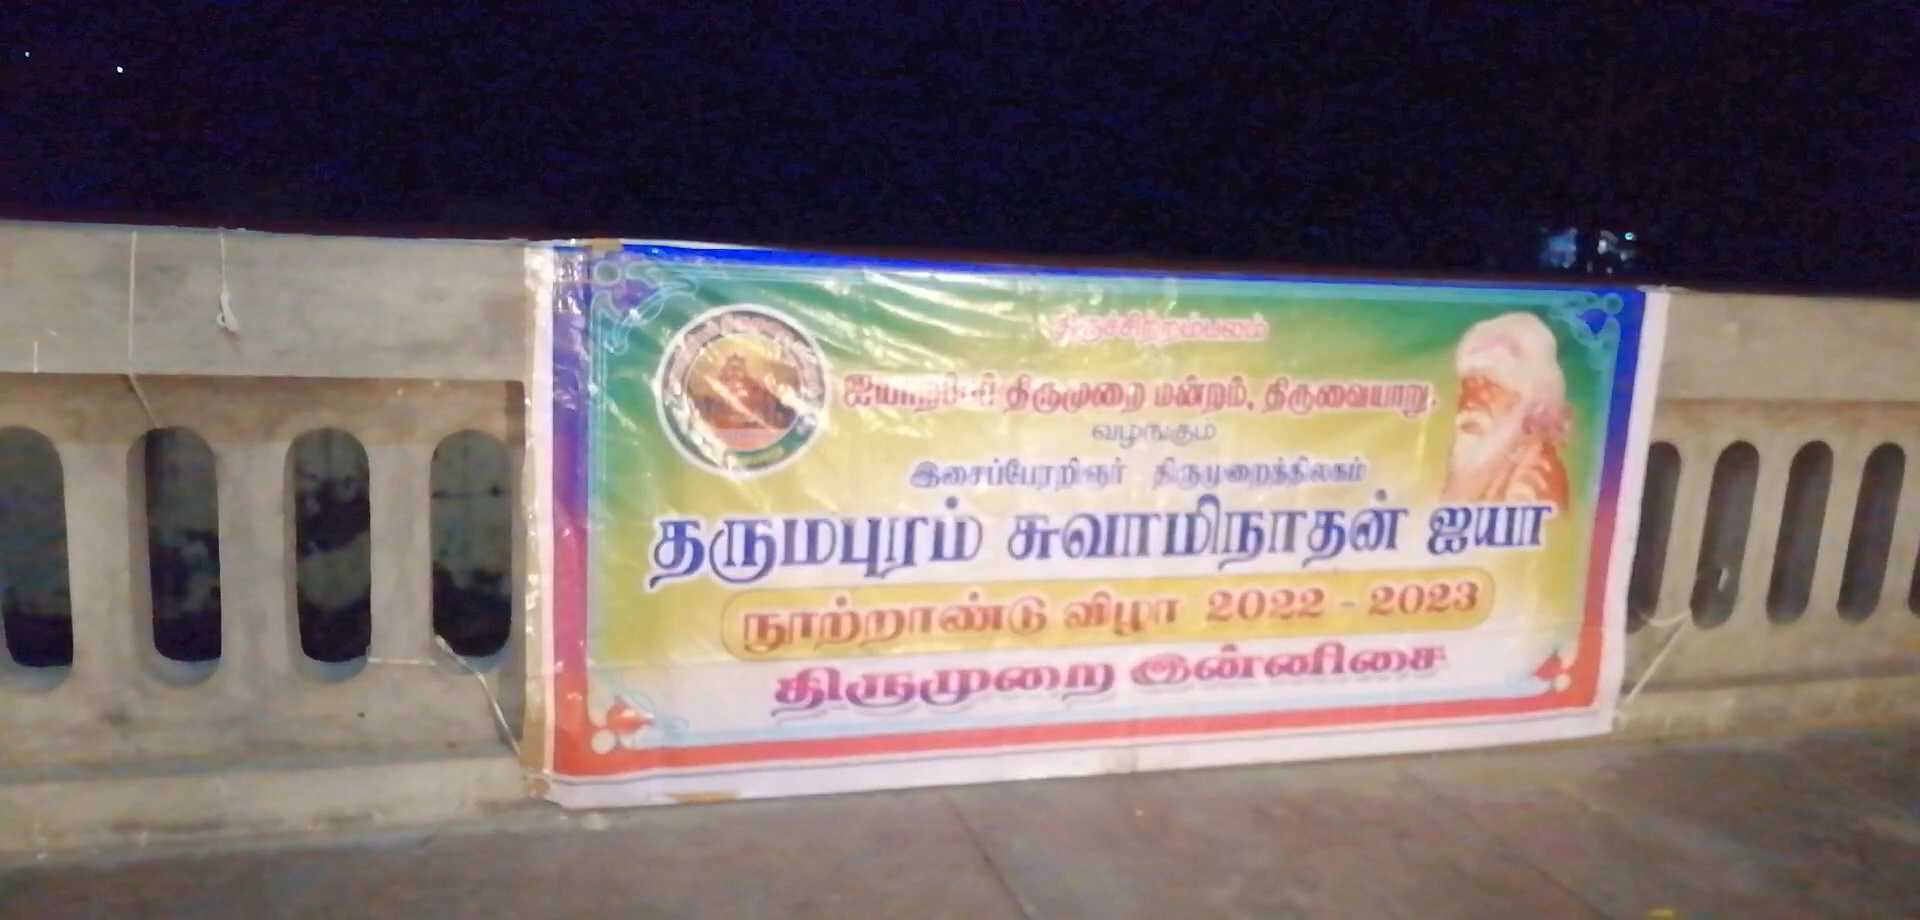 திருச்சிற்றம்பலம்
திருமுறை மன்றம், திருவையாறு.
வழங்கும்
இசைப்பேரறிஞர் திருமுறைத்திலகம்
தருமபுரம் சுவாமிநாதன் ஐயா
நூற்றாண்டு விழா 2022 - 2023
திருமுறை இன்னிசை